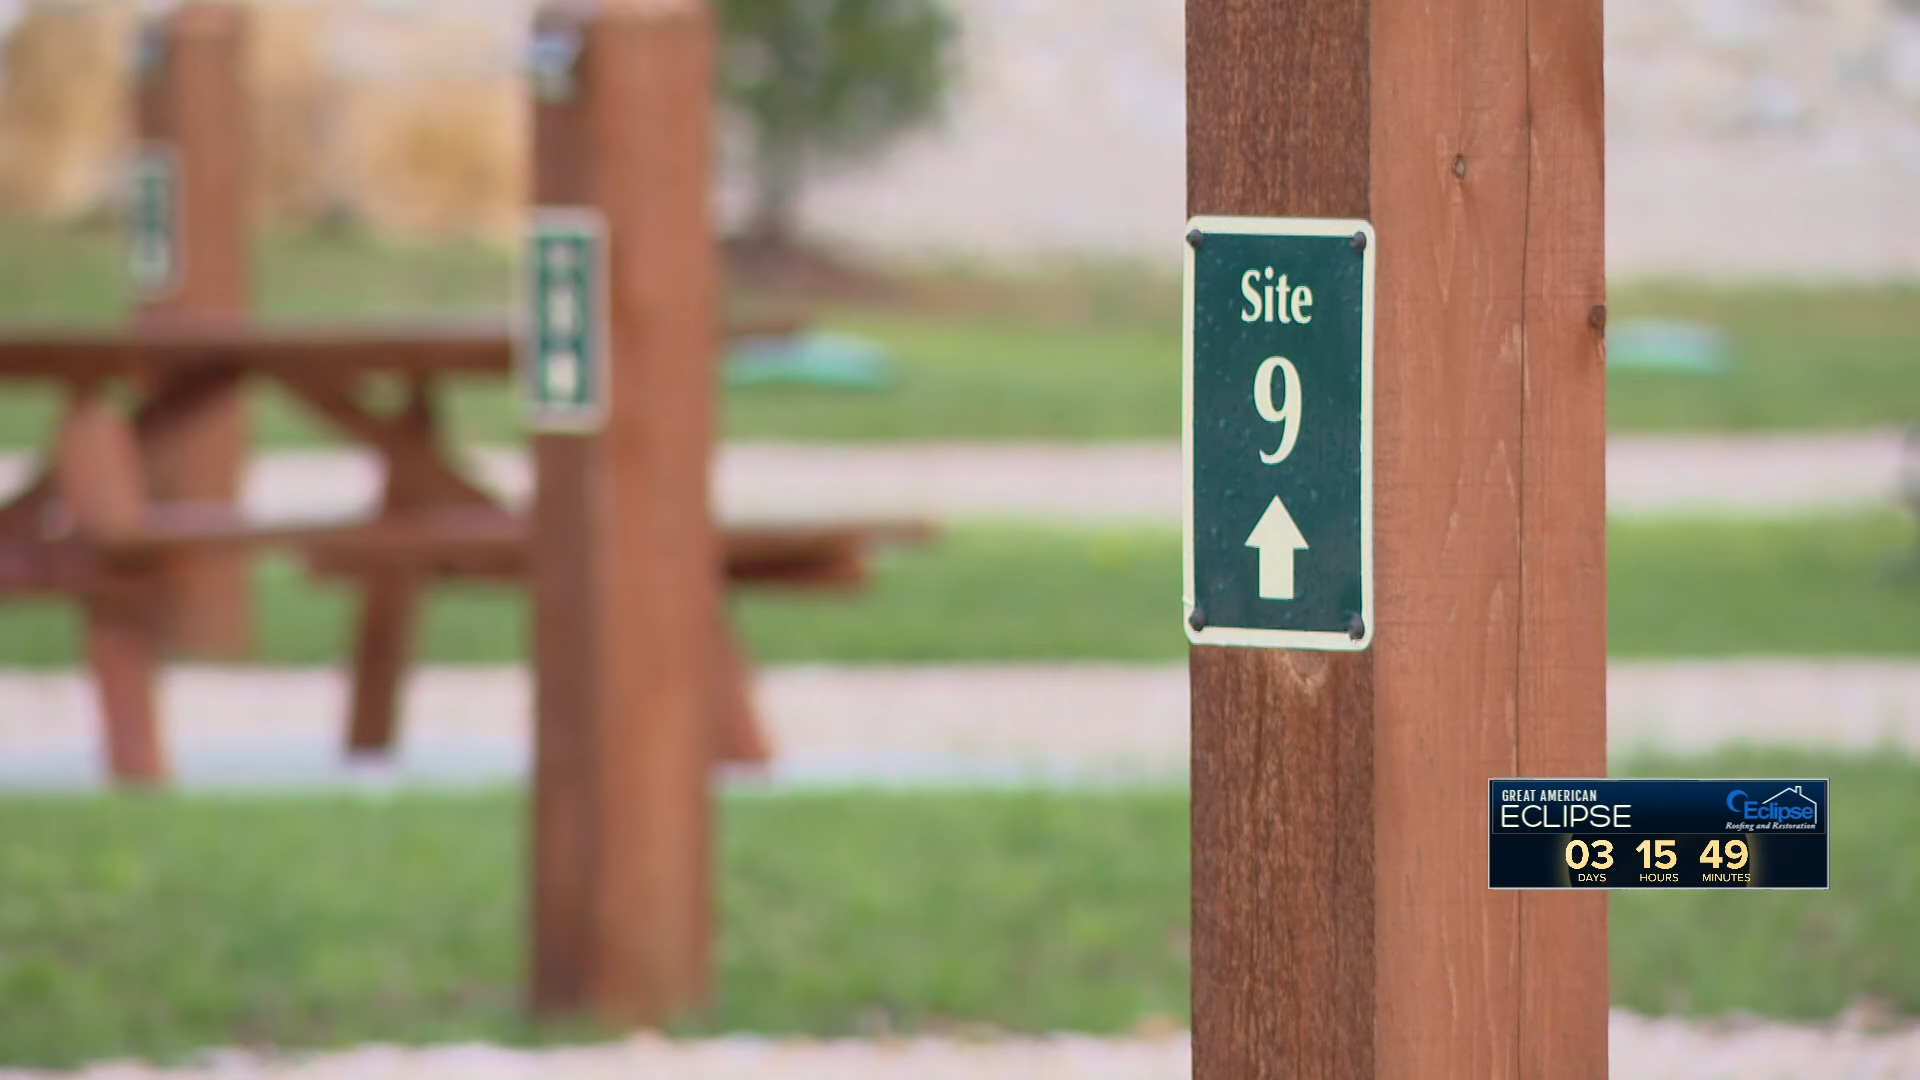 Site
9
GREAT AMERICAN
ECLIPSE
Eclipse
Roofing and Restoration
03 15 49
DAYS HOURS MINUTES